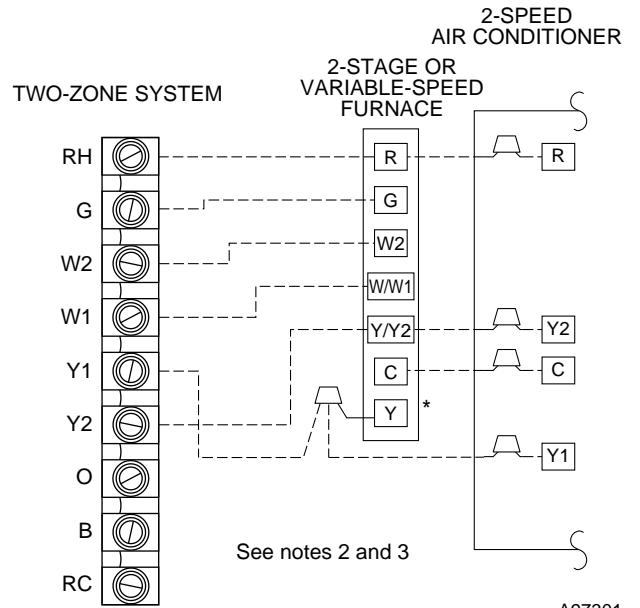 2-SPEED
AIR CONDITIONER
2-STAGE OR
VARIABLE-SPEED
FURNACE
TWO-ZONE SYSTEM
RH
R
R
G
G
W2
W2
W1
W/W1
Y/Y2
Y2
Y1
C
C
Y2
Y
*
Y1
O
B
See notes 2 and 3
RC